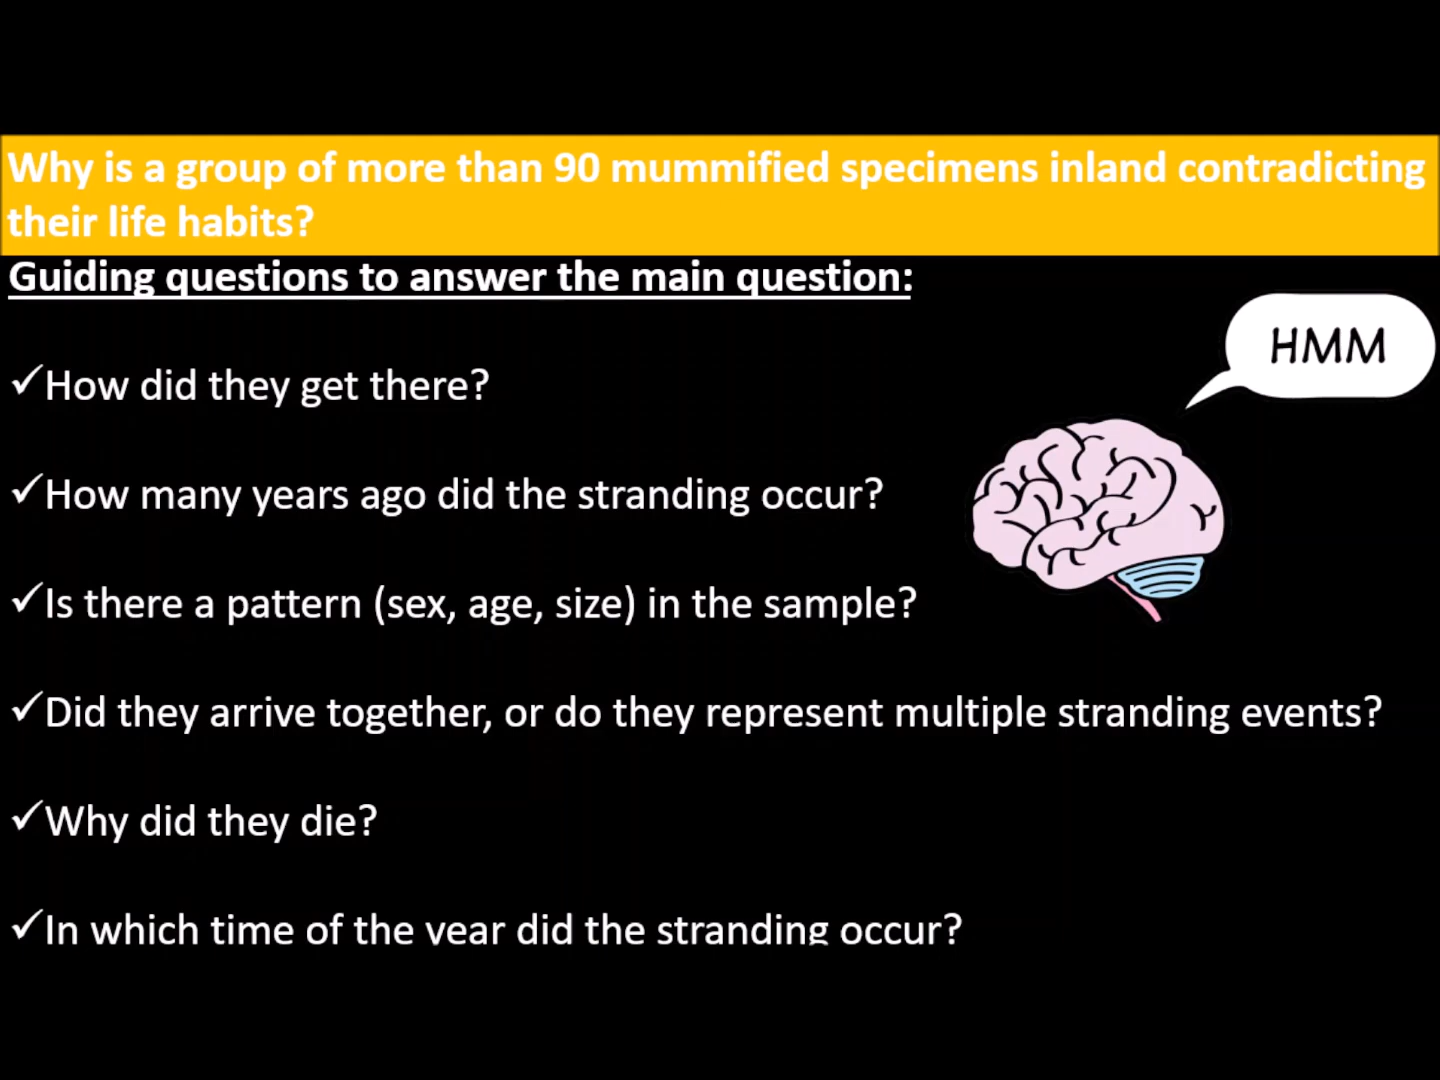 Why is a group of more than 90 mummified specimens inland contradicting
their life habits?
Guiding questions to answer the main question:
HMM
✓How did they get there?
✓How many years ago did the stranding occur?
✓Is there a pattern (sex, age, size) in the sample?
✓Did they arrive together, or do they represent multiple stranding events?
✓Why did they die?
✓In which time of the year did the stranding occur?